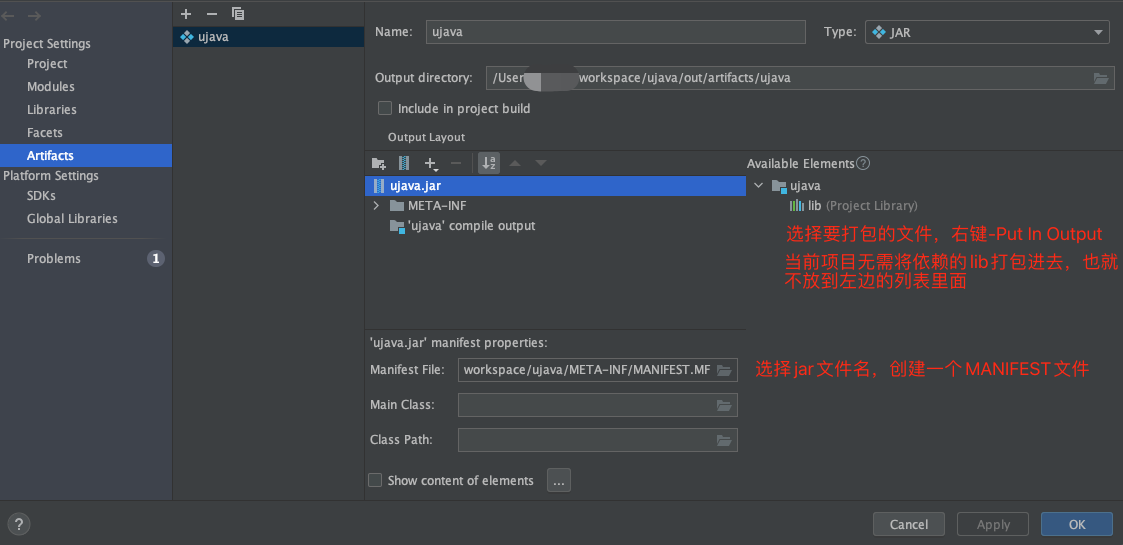 Project Settings
Project
Modules
Libraries
Facets
Artifacts
Platform Settings
SDKs
Global Libraries
Problems 1
ujava
Name: ujava Type: JAR
Output directory: /User workspace/ujava/out/artifacts/ujava
Include in project build
Output Layout
Available Elements ?
ujava.jar
META-INF
'ujava' compile output
ujava
lib (Project Library)
选择要打包的文件，右键-Put In Output
当前项目无需将依赖的lib打包进去，也就
不放到左边的列表里面
'ujava.jar' manifest properties:
Manifest File: workspace/ujava/META-INF/MANIFEST.MF
选择jar文件名，创建一个MANIFEST文件
Main Class:
Class Path:
Show content of elements ...
? Cancel Apply OK